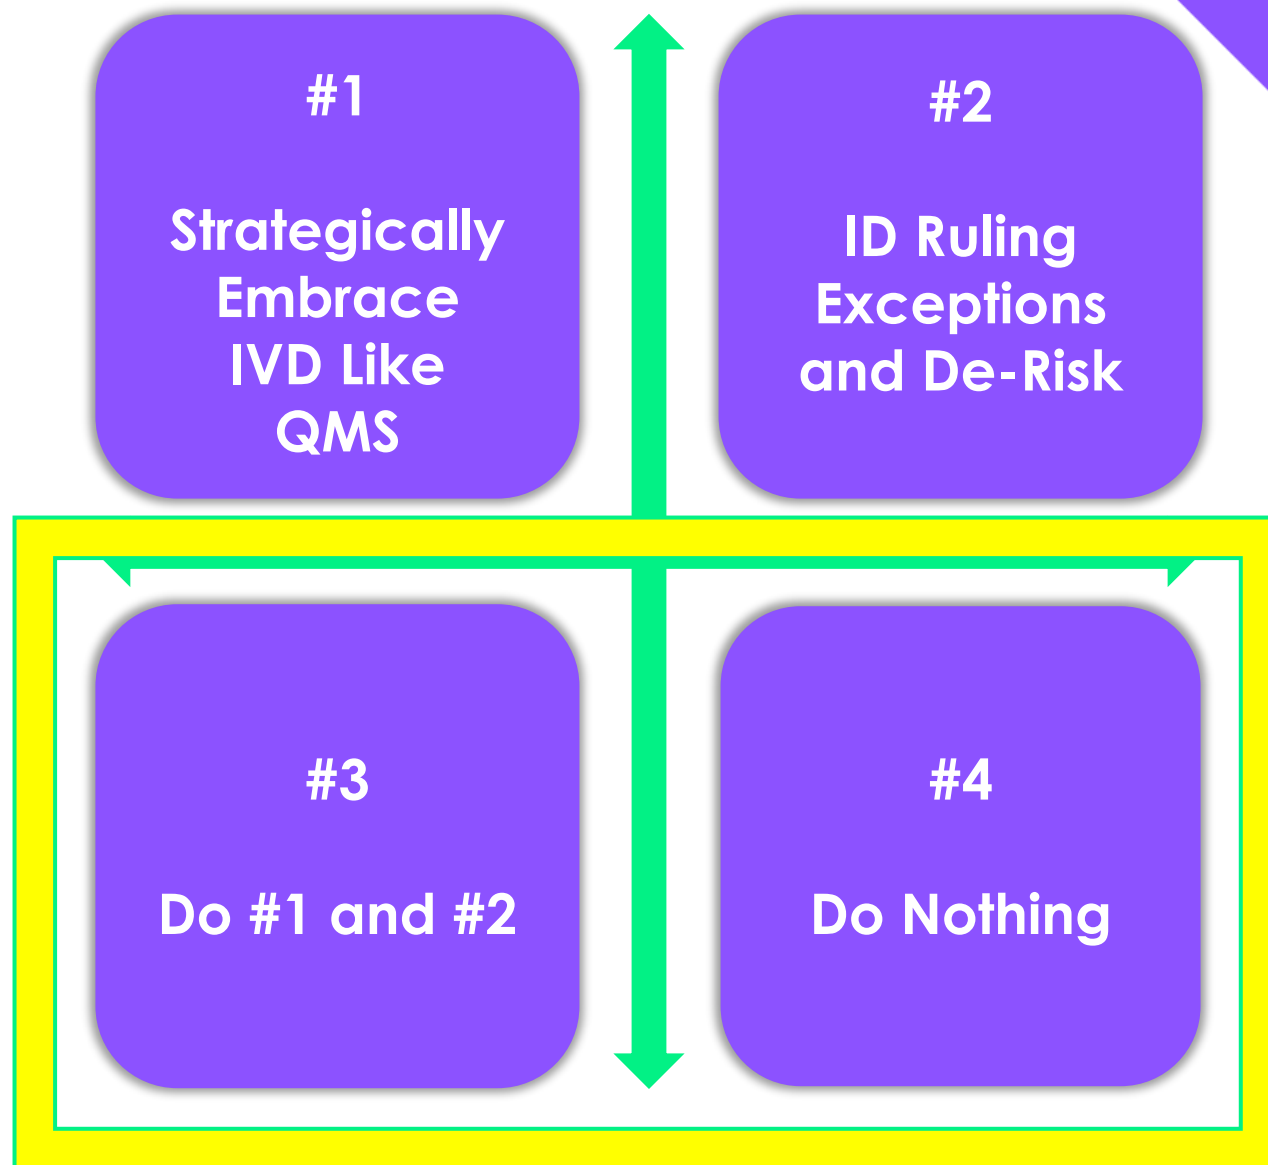 #1
Strategically
Embrace
IVD Like
QMS
#2
ID Ruling
Exceptions
and De-Risk
#3
Do #1 and #2
#4
Do Nothing